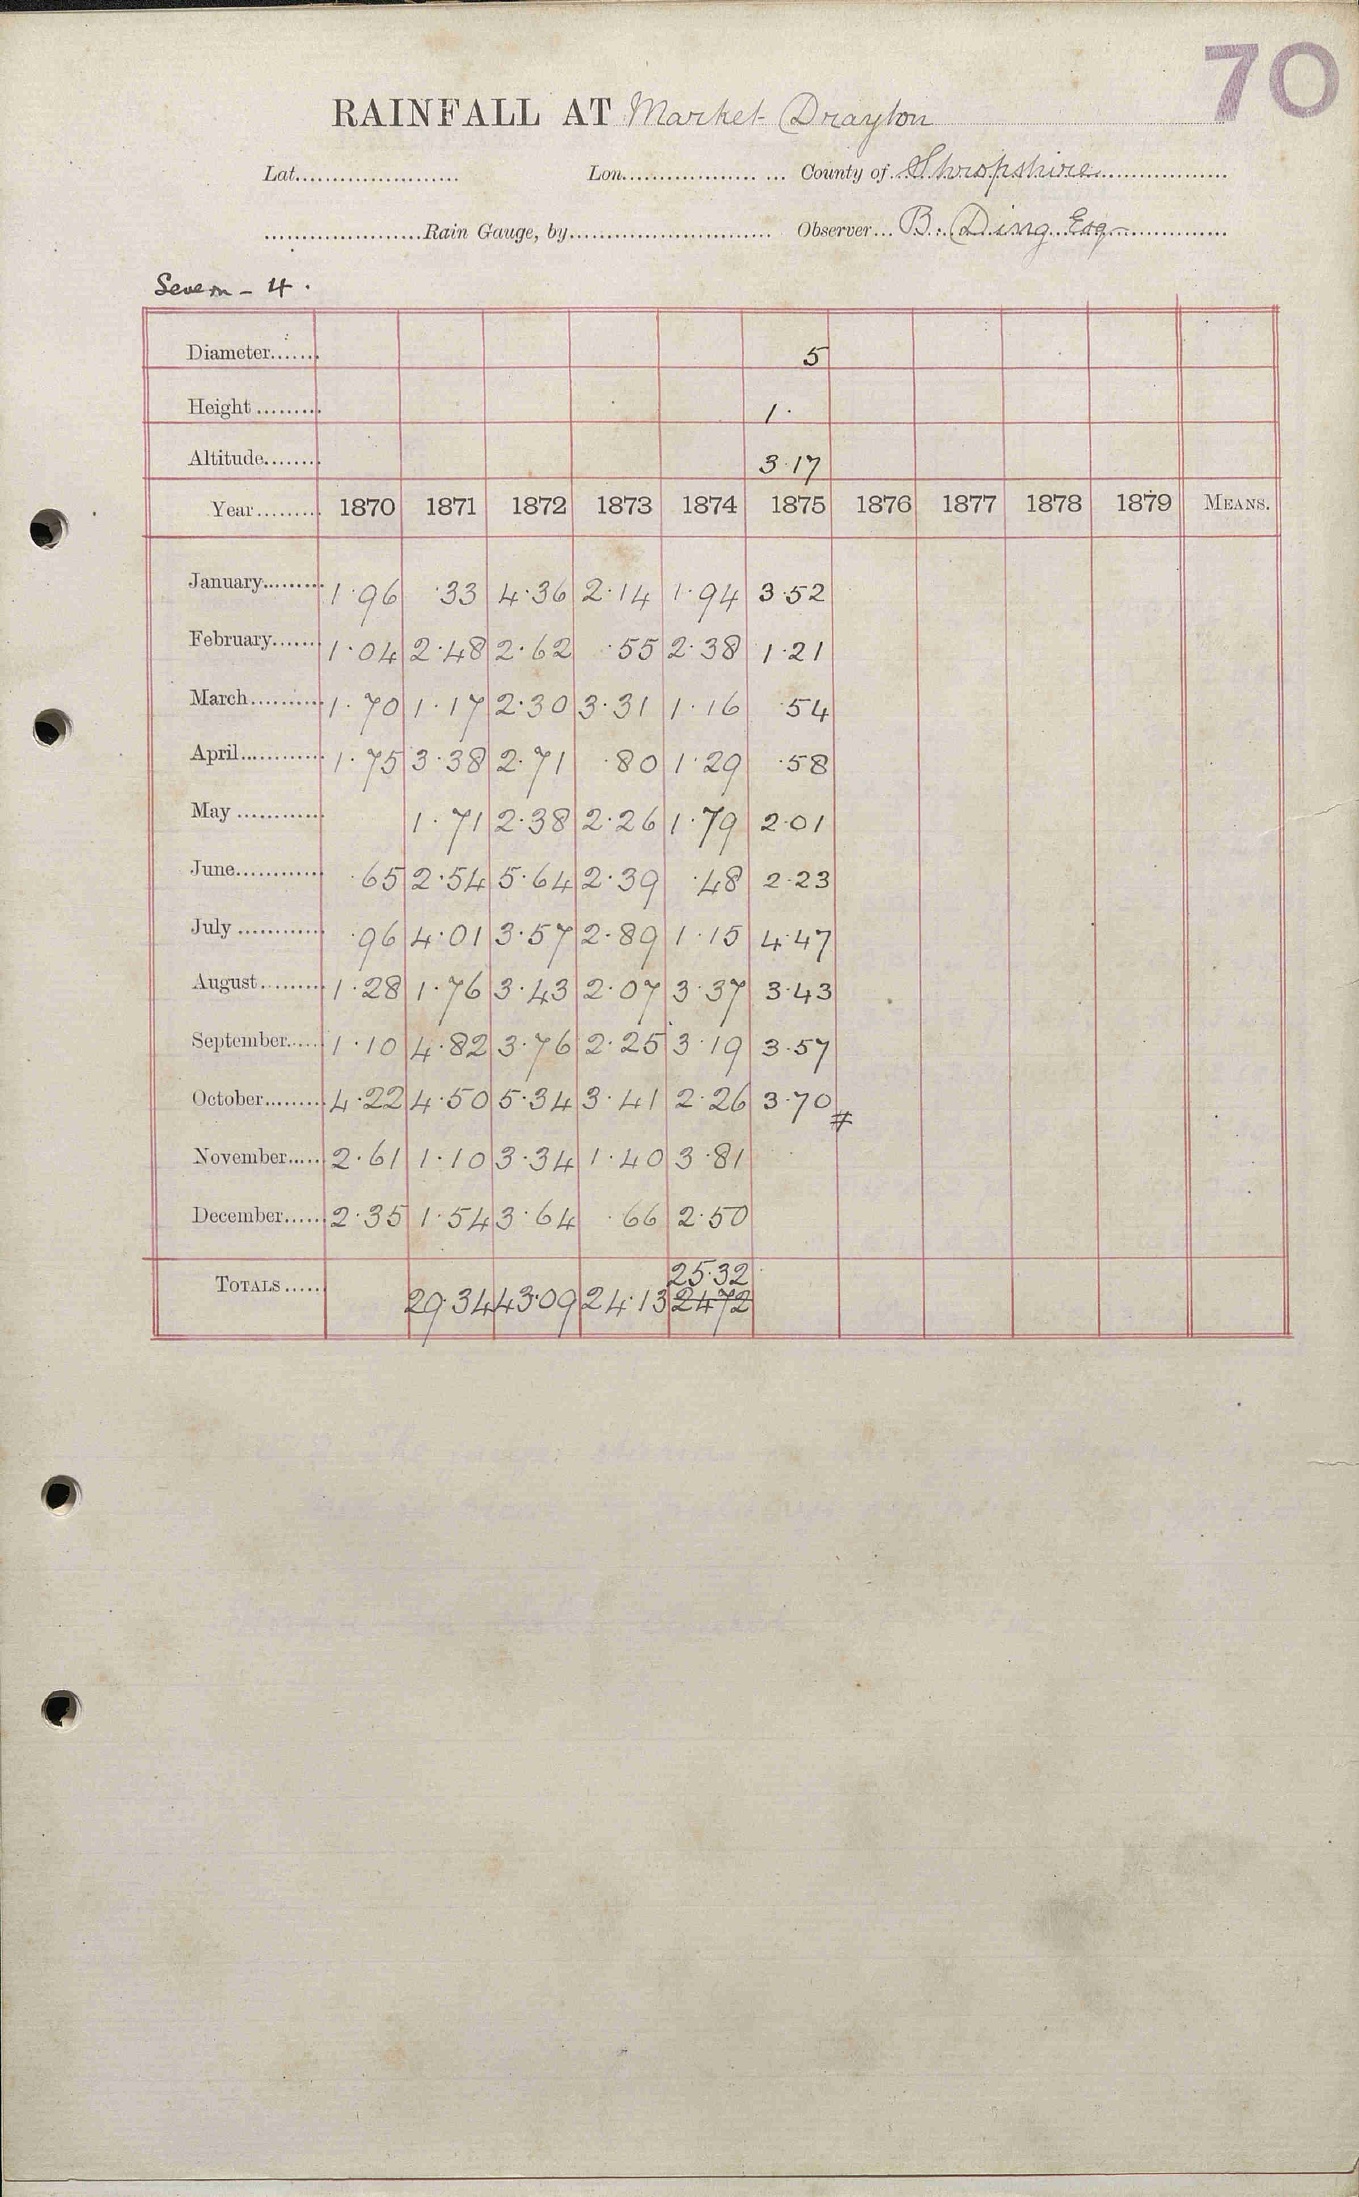 70
RAINFALL AT Market Drayton
Lat...................... Lon..................... County of Shropshire
.....................Rain Gauge, by........................... Observer... B. Ding Esq
Severn - 4.
Diameter....... 5
Height......... 1.
Altitude........ 3.17
Year......... 1870 1871 1872 1873 1874 1875 1876 1877 1878 1879 MEANS.
January......... 1.96 .33 4.36 2.14 1.94 3.52
February....... 1.04 2.48 2.62 .55 2.38 1.21
March.......... 1.70 1.17 2.30 3.31 1.16 .54
April............ 1.75 3.38 2.71 .80 1.29 .58
May ............ 1.71 2.38 2.26 1.79 2.01
June............ .65 2.54 5.64 2.39 .48 2.23
July ............ .96 4.01 3.57 2.89 1.15 4.47
August......... 1.28 1.76 3.43 2.07 3.37 3.43
September...... 1.10 4.82 3.76 2.25 3.19 3.57
October......... 4.22 4.50 5.34 3.41 2.26 3.70 #
November...... 2.61 1.10 3.34 1.40 3.81
December...... 2.35 1.54 3.64 .66 2.50
25.32
TOTALS...... 29.34 43.09 24.13 24.72